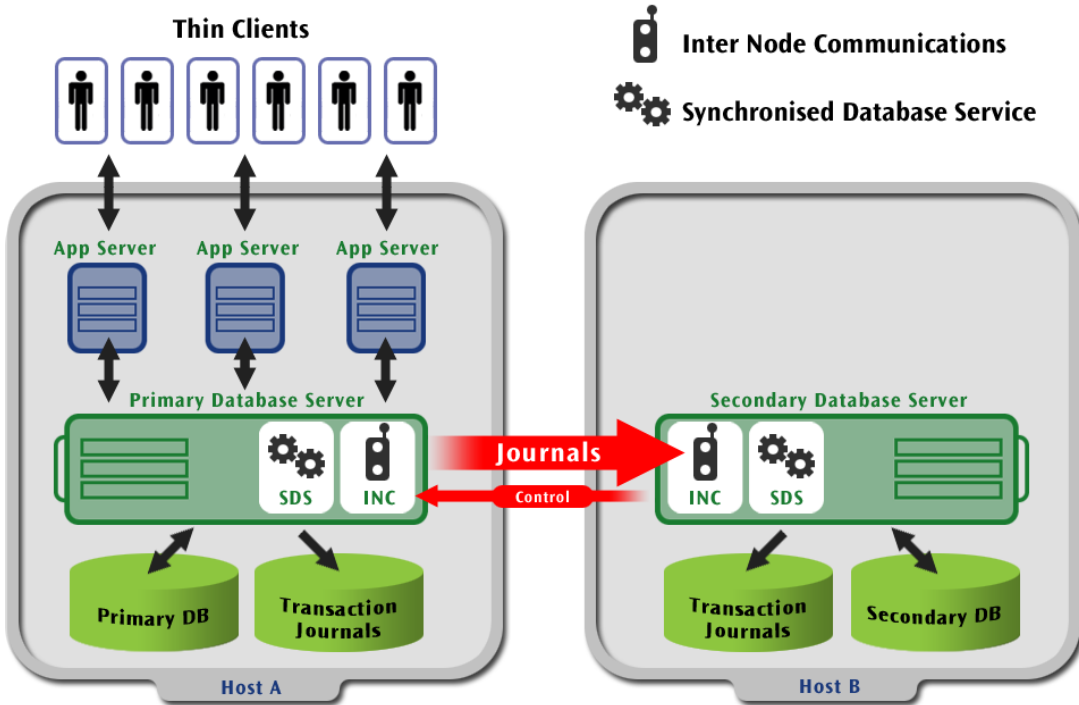 Thin Clients
Inter Node Communications
Synchronised Database Service
App Server
App Server
App Server
Primary Database Server
Secondary Database Server
SDS
INC
Journals
Control
INC
SDS
Primary DB
Transaction
Journals
Transaction
Journals
Secondary DB
Host A
Host B